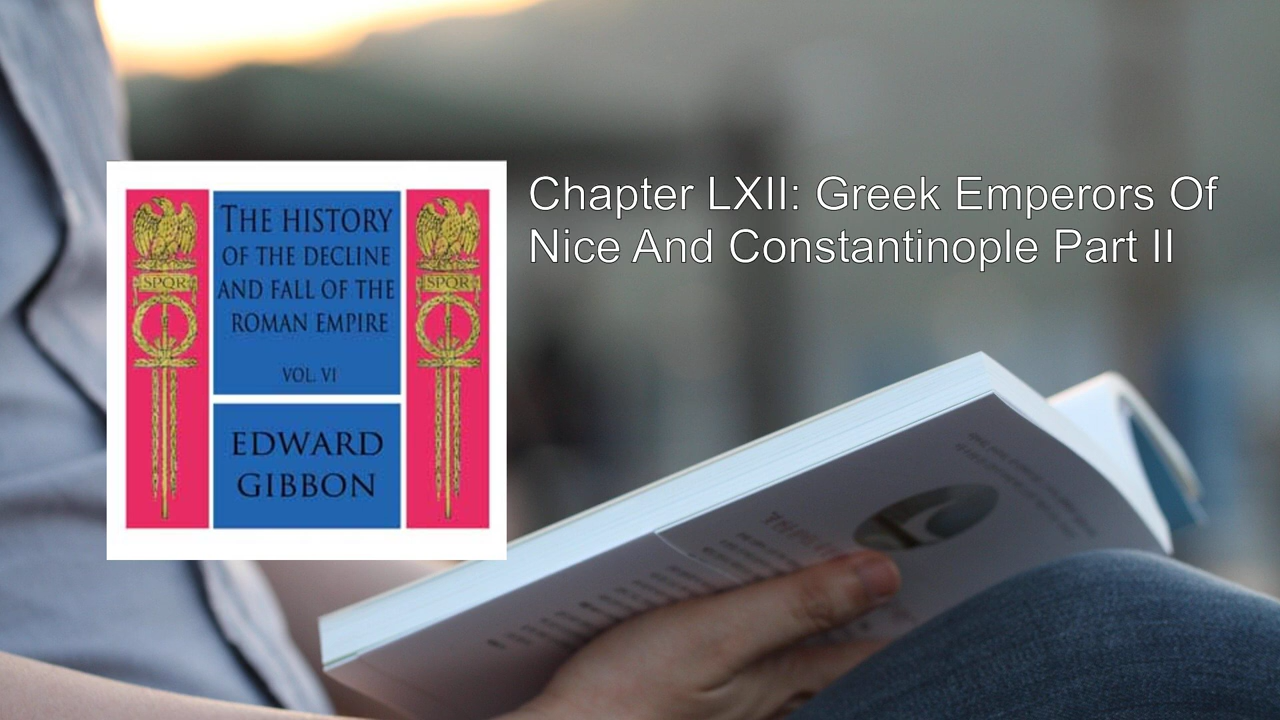 Chapter LXII: Greek Emperors Of
Nice And Constantinople Part II
THE HISTORY
OF THE DECLINE
AND FALL OF THE
ROMAN EMPIRE
VOL. VI
EDWARD
GIBBON
SPQR
SPQR